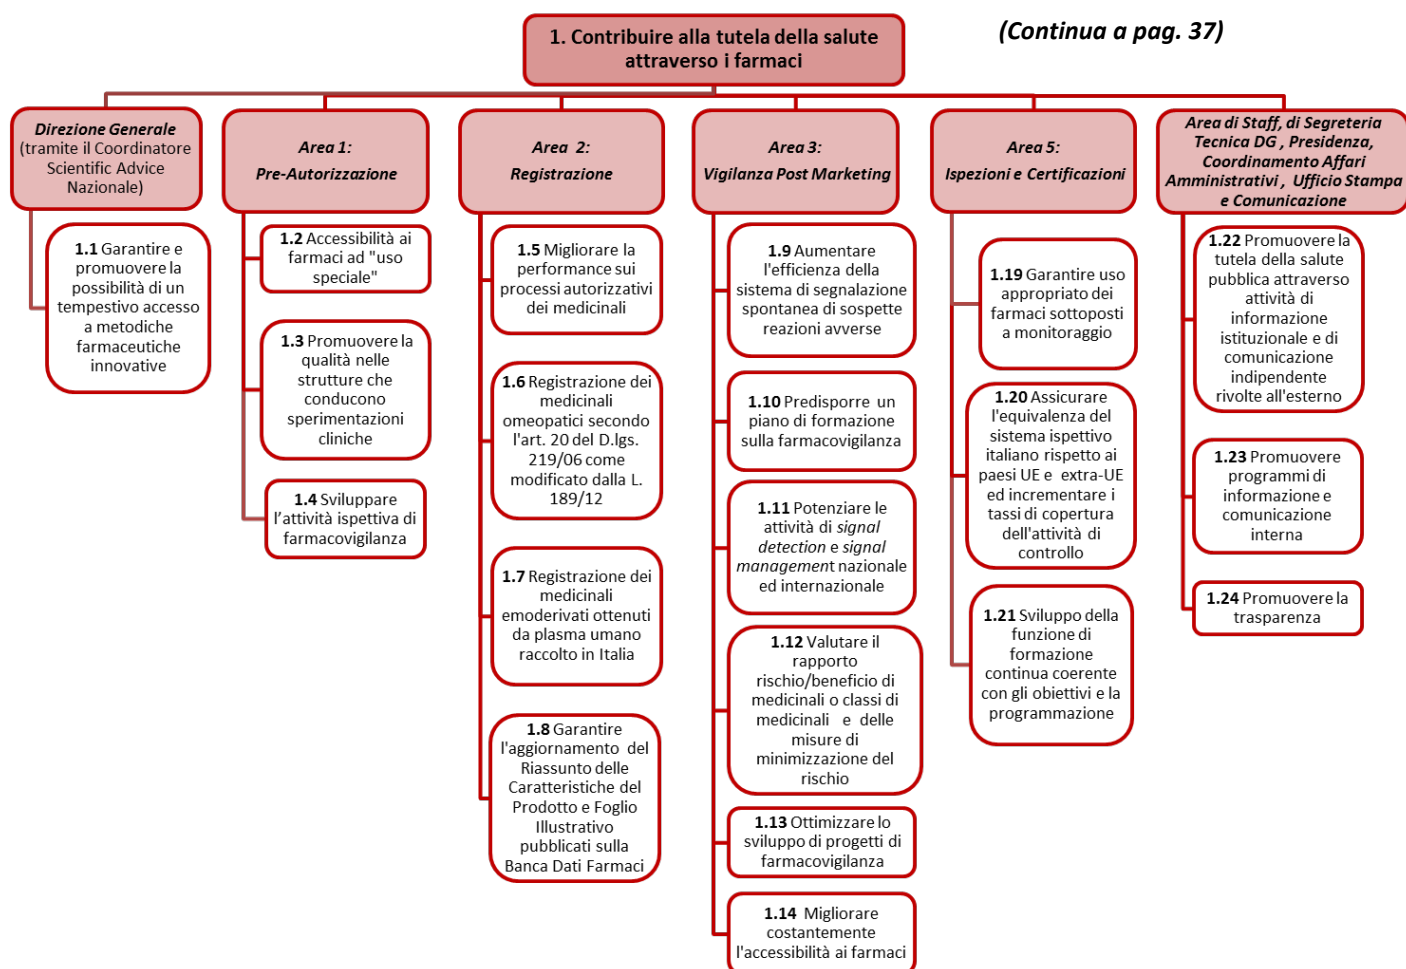 1. Contribuire alla tutela della salute
attraverso i farmaci
(Continua a pag. 37)
Direzione Generale
(tramite il Coordinatore
Scientific Advice
Nazionale)
1.1 Garantire e
promuovere la
possibilità di un
tempestivo accesso
a metodiche
farmaceutiche
innovative
Area 1:
Pre-Autorizzazione
1.2 Accessibilità ai
farmaci ad "uso
speciale"
1.3 Promuovere la
qualità nelle
strutture che
conducono
sperimentazioni
cliniche
1.4 Sviluppare
l'attività ispettiva di
farmacovigilanza
Area 2:
Registrazione
1.5 Migliorare la
performance sui
processi autorizzativi
dei medicinali
1.6 Registrazione dei
medicinali
omeopatici secondo
l'art. 20 del D.lgs.
219/06 come
modificato dalla L.
189/12
1.7 Registrazione dei
medicinali
emoderivati ottenuti
da plasma umano
raccolto in Italia
1.8 Garantire
l'aggiornamento del
Riassunto delle
Caratteristiche del
Prodotto e Foglio
Illustrativo
pubblicati sulla
Banca Dati Farmaci
Area 3:
Vigilanza Post Marketing
1.9 Aumentare
l'efficienza della
sistema di segnalazione
spontanea di sospette
reazioni avverse
1.10 Predisporre un
piano di formazione
sulla farmacovigilanza
1.11 Potenziare le
attività di signal
detection e signal
management nazionale
ed internazionale
1.12 Valutare il
rapporto
rischio/beneficio di
medicinali o classi di
medicinali e delle
misure di
minimizzazione del
rischio
1.13 Ottimizzare lo
sviluppo di progetti di
farmacovigilanza
1.14 Migliorare
costantemente
l'accessibilità ai farmaci
Area 5:
Ispezioni e Certificazioni
1.19 Garantire uso
appropriato dei
farmaci sottoposti
a monitoraggio
1.20 Assicurare
l'equivalenza del
sistema ispettivo
italiano rispetto ai
paesi UE e extra-UE
ed incrementare i
tassi di copertura
dell'attività di
controllo
1.21 Sviluppo della
funzione di
formazione
continua coerente
con gli obiettivi e la
programmazione
Area di Staff, di Segreteria
Tecnica DG , Presidenza,
Coordinamento Affari
Amministrativi , Ufficio Stampa
e Comunicazione
1.22 Promuovere la
tutela della salute
pubblica attraverso
attività di
informazione
istituzionale e di
comunicazione
indipendente
rivolte all'esterno
1.23 Promuovere
programmi di
informazione e
comunicazione
interna
1.24 Promuovere la
trasparenza